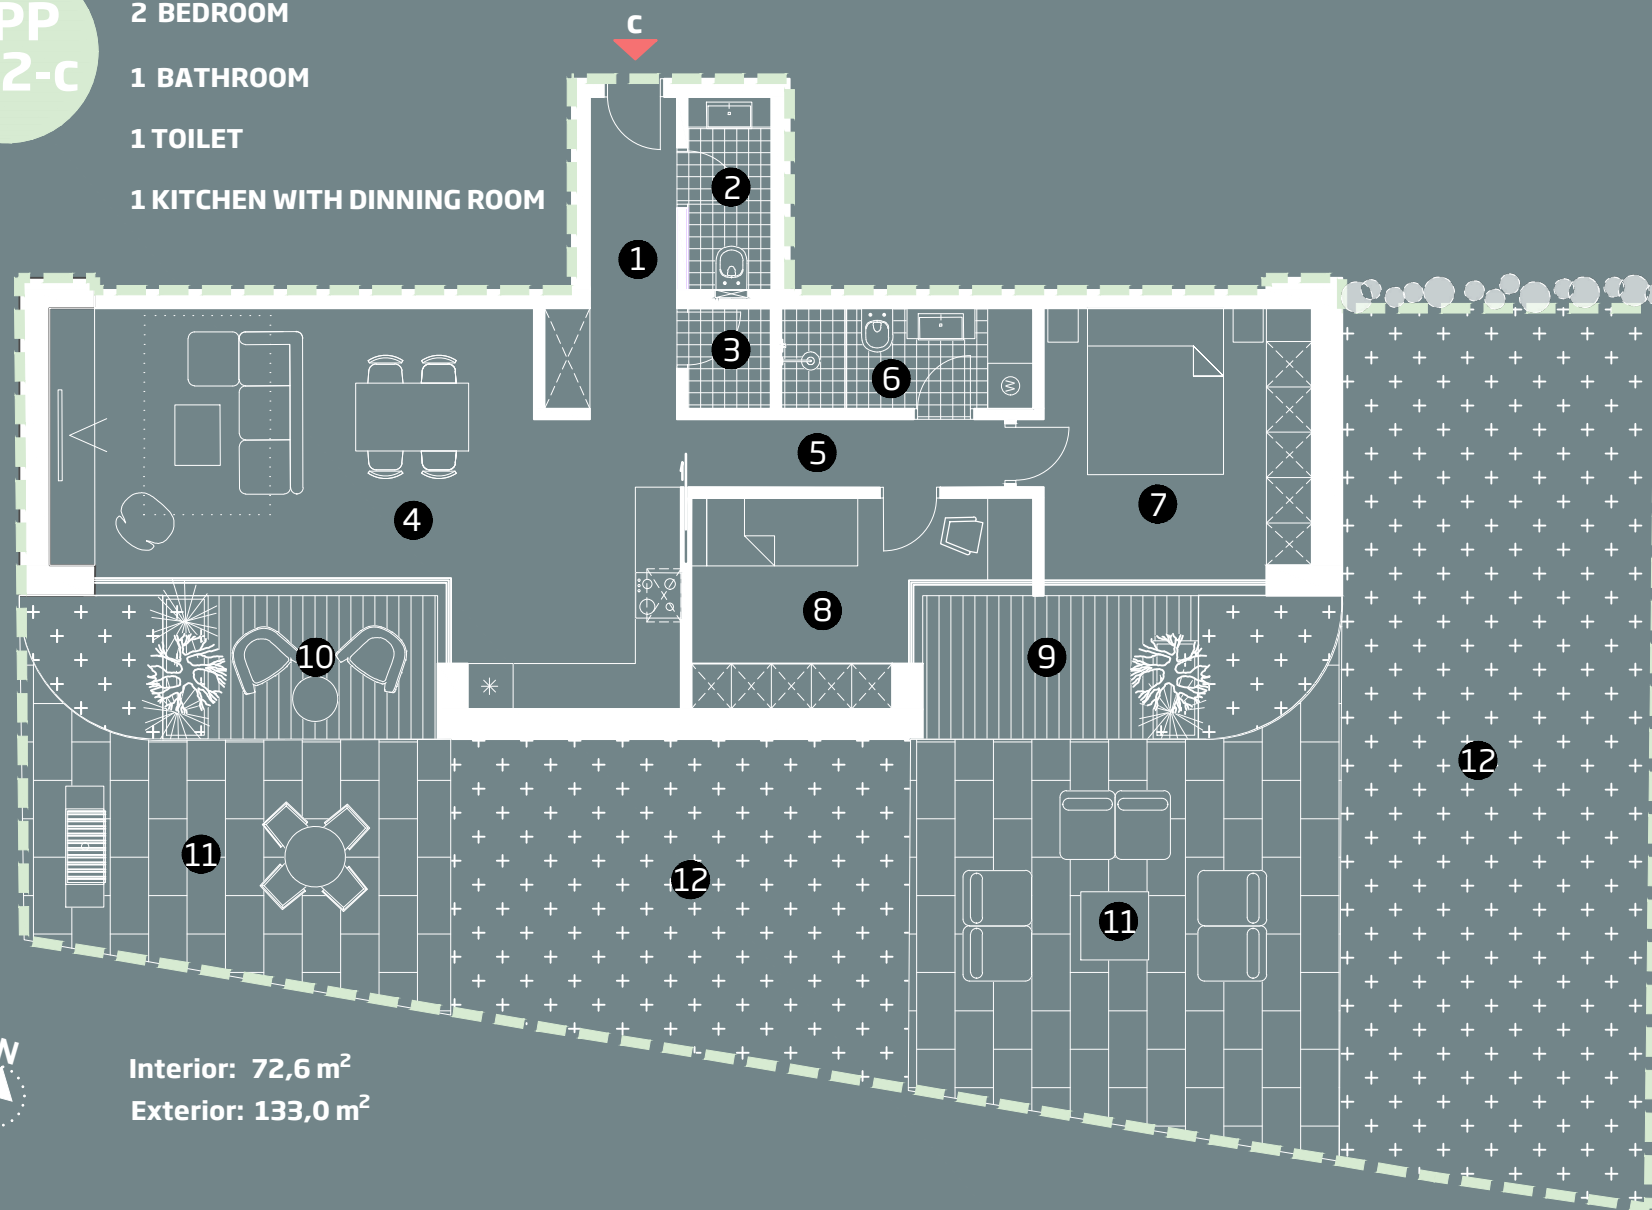 PP
2-c
2 BEDROOM
1 BATHROOM
1 TOILET
1 KITCHEN WITH DINNING ROOM
c
1
2
3
4
5
6
W
7
8
9
10
11
12
11
12
W
Interior: 72,6 m²
Exterior: 133,0 m²